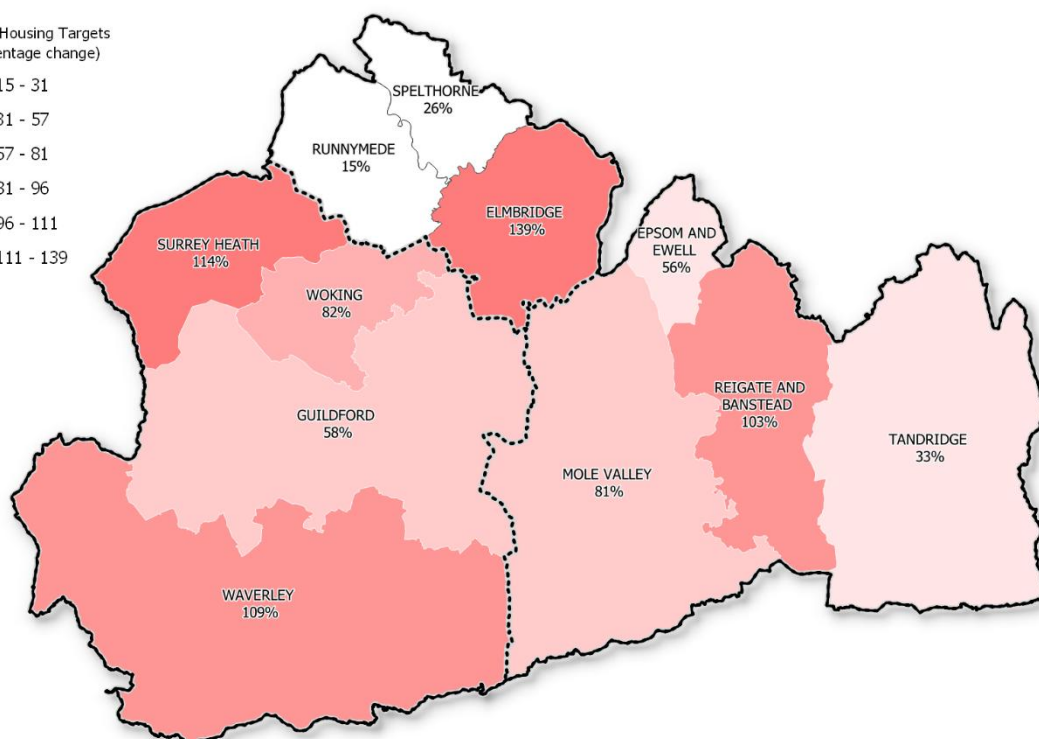 Housing Targets
entage change)
15 - 31
31 - 57
57 - 81
81 - 96
96 - 111
111 - 139
SPELTHORNE
26%
RUNNYMEDE
15%
ELMBRIDGE
139%
SURREY HEATH
114%
EPSOM AND
EWELL
56%
WOKING
82%
REIGATE AND
BANSTEAD
103%
GUILDFORD
58%
TANDRIDGE
33%
MOLE VALLEY
81%
WAVERLEY
109%